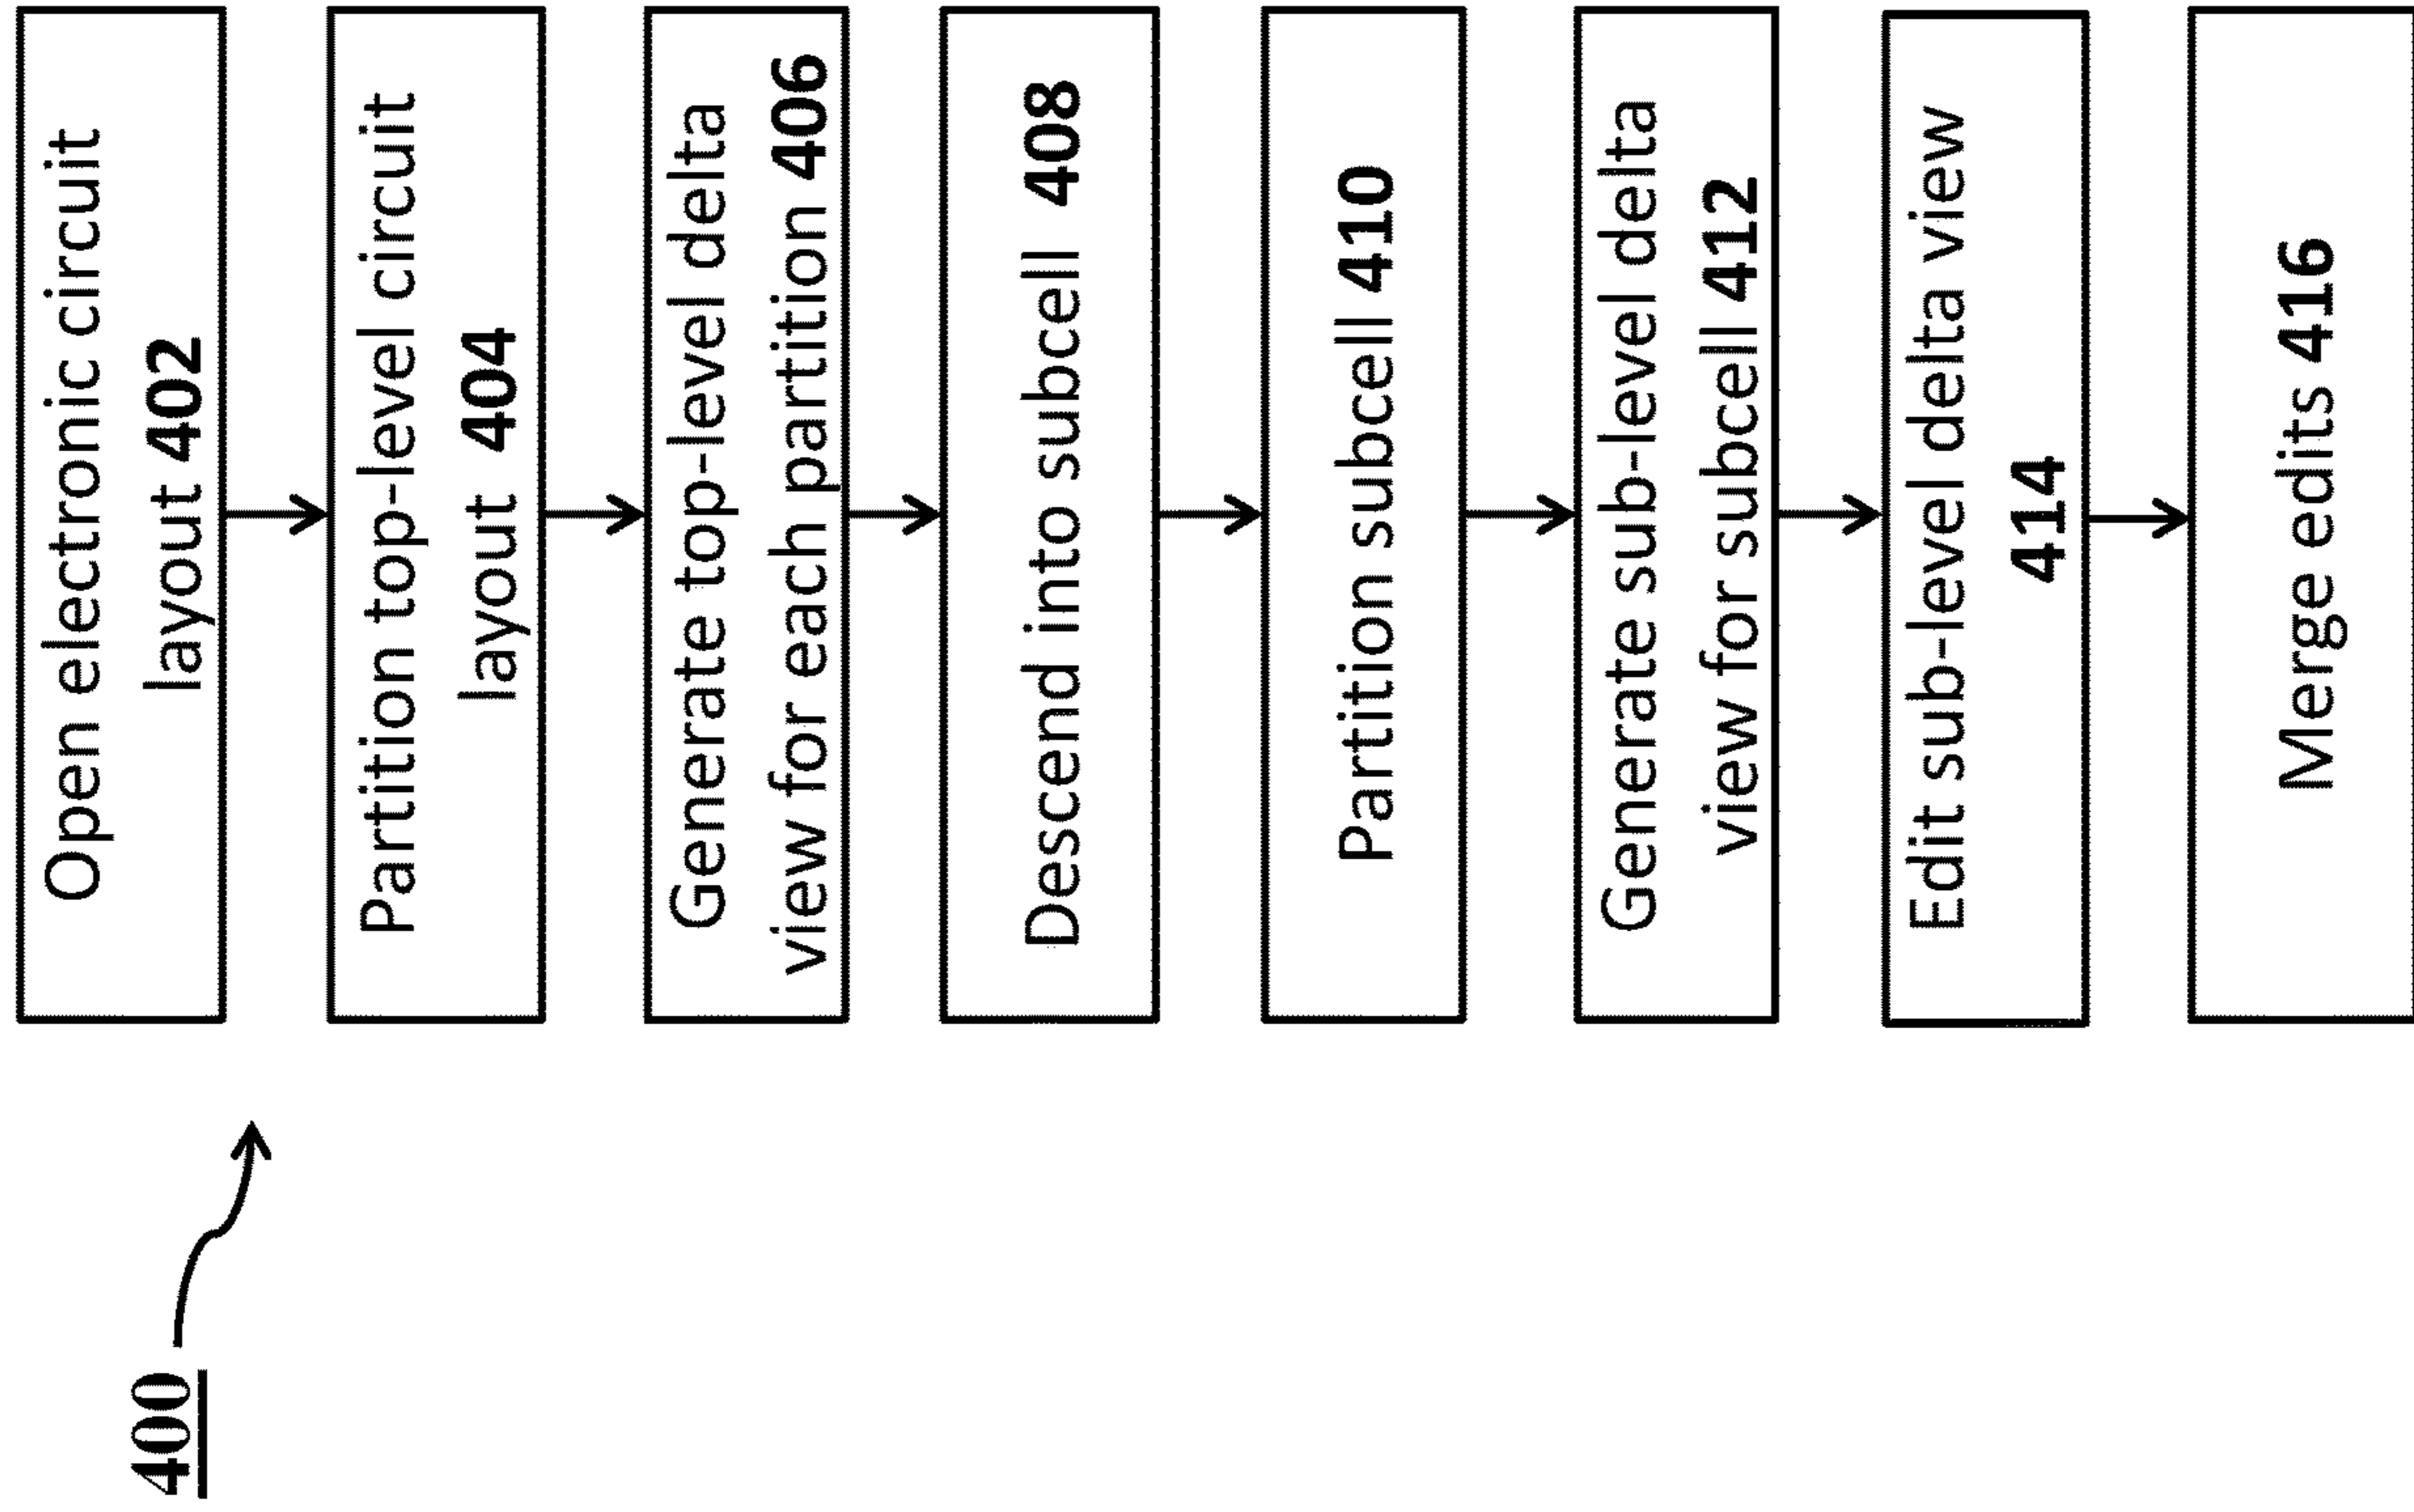 400
Open electronic circuit
layout 402
Partition top-level circuit
layout 404
Generate top-level delta
view for each partition 406
Descend into subcell 408
Partition subcell 410
Generate sub-level delta
view for subcell 412
Edit sub-level delta view
414
Merge edits 416